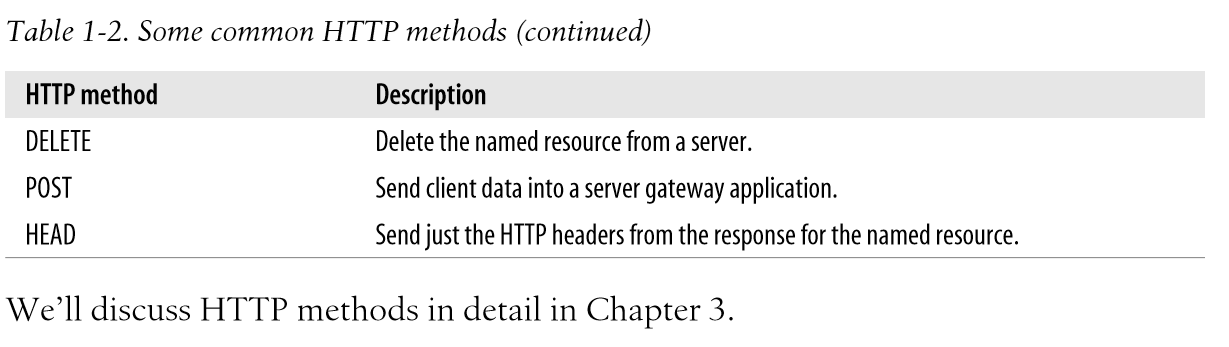 Table 1-2. Some common HTTP methods (continued)
HTTP method Description
DELETE Delete the named resource from a server.
POST Send client data into a server gateway application.
HEAD Send just the HTTP headers from the response for the named resource.
We’ll discuss HTTP methods in detail in Chapter 3.